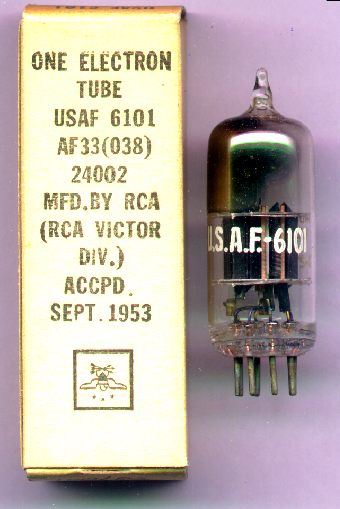 ONE ELECTRON
TUBE
USAF 6101
AF33(038)
24002
MFD.BY RCA
(RCA VICTOR
DIV.)
ACCPD.
SEPT.1953
U.S.A.F.-6101